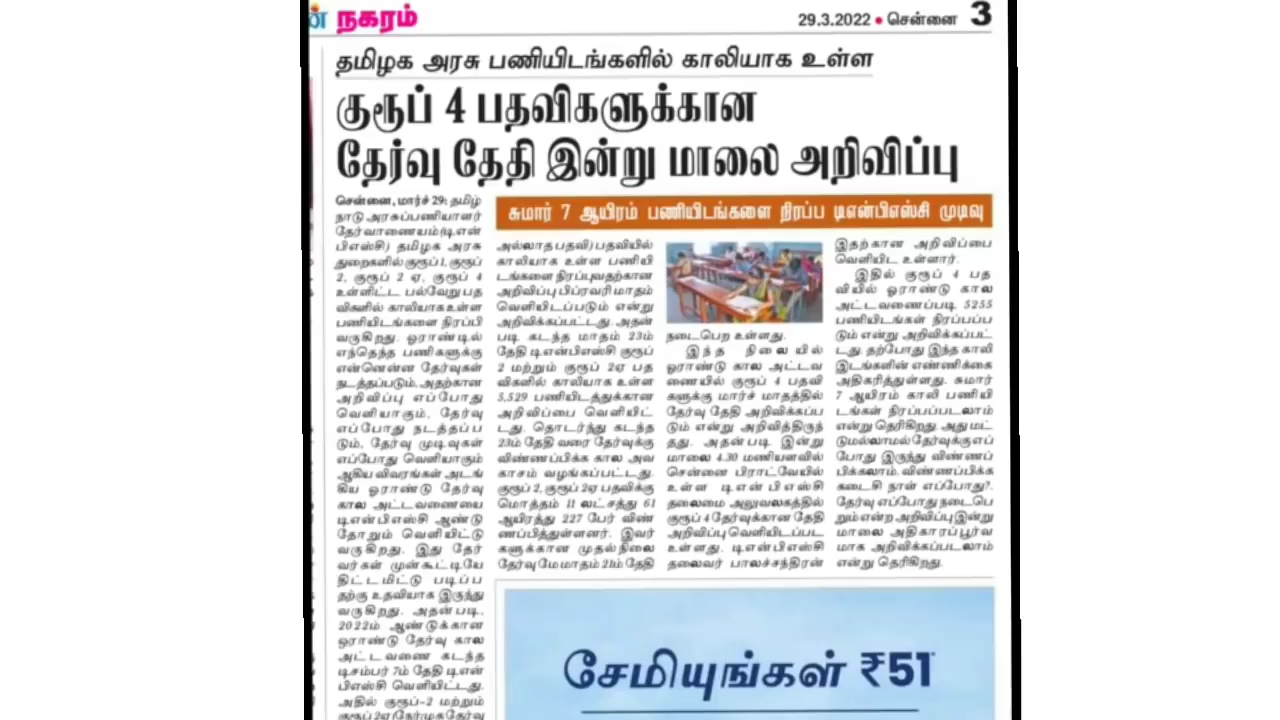 ன் நகரம்
29.3.2022 • சென்னை 3
தமிழக அரசு பணியிடங்களில் காலியாக உள்ள
குரூப் 4 பதவிகளுக்கான
தேர்வு தேதி இன்று மாலை அறிவிப்பு
சுமார் 7 ஆயிரம் பணியிடங்களை நிரப்ப டிஎன்பிஎஸ்சி முடிவு
சென்னை, மார்ச் 29: தமிழ்
நாடு அரசுப்பணியாளர்
தேர்வாணையம்(டிஎன்
பிஎஸ்சி) தமிழக அரசு
துறைகளில் குரூப் 1, குரூப்
2, குரூப் 2 ஏ, குரூப் 4
உள்ளிட்ட பல்வேறு பத
விகளில் காலியாக உள்ள
பணியிடங்களை நிரப்பி
வருகிறது. ஓராண்டில்
எந்தெந்த பணிகளுக்கு
என்னென்ன தேர்வுகள்
நடத்தப்படும், அதற்கான
அறிவிப்பு எப்போது
வெளியாகும், தேர்வு
எப்போது நடத்தப்ப
டும், தேர்வு முடிவுகள்
எப்போது வெளியாகும்
ஆகிய விவரங்கள் அடங்
கிய ஓராண்டு தேர்வு
கால அட்டவணையை
டிஎன்பிஎஸ்சி ஆண்டு
தோறும் வெளியிட்டு
வருகிறது. இது தேர்
வர்கள் முன்கூட்டியே
திட்டமிட்டு படிப்ப
தற்கு உதவியாக இருந்து
வருகிறது. அதன்படி,
2022ம் ஆண்டுக்கான
ஓராண்டு தேர்வு கால
அட்டவணை கடந்த
டிசம்பர் 7ம் தேதி டிஎன்
பிஎஸ்சி வெளியிட்டது.
அதில் குரூப்-2 மற்றும்
குரூப் 2ஏ(நேர்முகதேர்வு
அல்லாத பதவி) பதவியில்
காலியாக உள்ள பணியி
டங்களை நிரப்புவதற்கான
அறிவிப்பு பிப்ரவரி மாதம்
வெளியிடப்படும் என்று
அறிவிக்கப்பட்டது. அதன்
படி கடந்த மாதம் 23ம்
தேதி டிஎன்பிஎஸ்சி குரூப்
2 மற்றும் குரூப் 2ஏ பத
விகளில் காலியாக உள்ள
5,529 பணியிடத்துக்கான
அறிவிப்பை வெளியிட்
டது. தொடர்ந்து கடந்த
23ம் தேதி வரை தேர்வுக்கு
விண்ணப்பிக்க கால அவ
காசம் வழங்கப்பட்டது.
குரூப் 2, குரூப் 2ஏ பதவிக்கு
மொத்தம் 11 லட்சத்து 61
ஆயிரத்து 227 பேர் விண்
ணப்பித்துள்ளனர். இவர்
களுக்கான முதல்நிலை
தேர்வு மே மாதம் 21ம் தேதி
நடைபெற உள்ளது.
இந்த நிலையில்
ஓராண்டு கால அட்டவ
ணையில் குரூப் 4 பதவி
களுக்கு மார்ச் மாதத்தில்
தேர்வு தேதி அறிவிக்கப்ப
டும் என்று அறிவித்திருந்
தது. அதன்படி இன்று
மாலை 4.30 மணியளவில்
சென்னை பிராட்வேயில்
உள்ள டிஎன்பிஎஸ்சி
தலைமை அலுவலகத்தில்
குரூப் 4 தேர்வுக்கான தேதி
அறிவிப்பு வெளியிடப்பட
உள்ளது. டிஎன்பிஎஸ்சி
தலைவர் பாலச்சந்திரன்
இதற்கான அறிவிப்பை
வெளியிட உள்ளார்.
இதில் குரூப் 4 பத
வியில் ஓராண்டு கால
அட்டவணைப்படி 5255
பணியிடங்கள் நிரப்பப்ப
டும் என்று அறிவிக்கப்பட்
டது. தற்போது இந்த காலி
இடங்களின் எண்ணிக்கை
அதிகரித்துள்ளது. சுமார்
7 ஆயிரம் காலி பணியி
டங்கள் நிரப்பப்படலாம்
என்று தெரிகிறது. அது மட்
டுமல்லாமல் தேர்வுக்கு எப்
போது இருந்து விண்ணப்
பிக்கலாம், விண்ணப்பிக்க
கடைசி நாள் எப்போது?,
தேர்வு எப்போது நடைபெ
றும் என்ற அறிவிப்பு இன்று
மாலை அதிகாரப்பூர்வ
மாக அறிவிக்கப்படலாம்
என்று தெரிகிறது.
சேமியுங்கள் ₹51